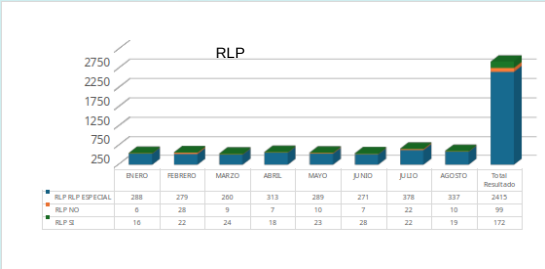 RLP
2750
2250
1750
1250
750
250
ENERO FEBRERO MARZO ABRIL MAYO JUNIO JULIO AGOSTO Total Resultado
RLP RLP ESPECIAL 288 279 260 313 289 271 378 337 2415
RLP NO 6 28 9 7 10 7 22 10 99
RLP SI 16 22 24 18 23 28 22 19 172